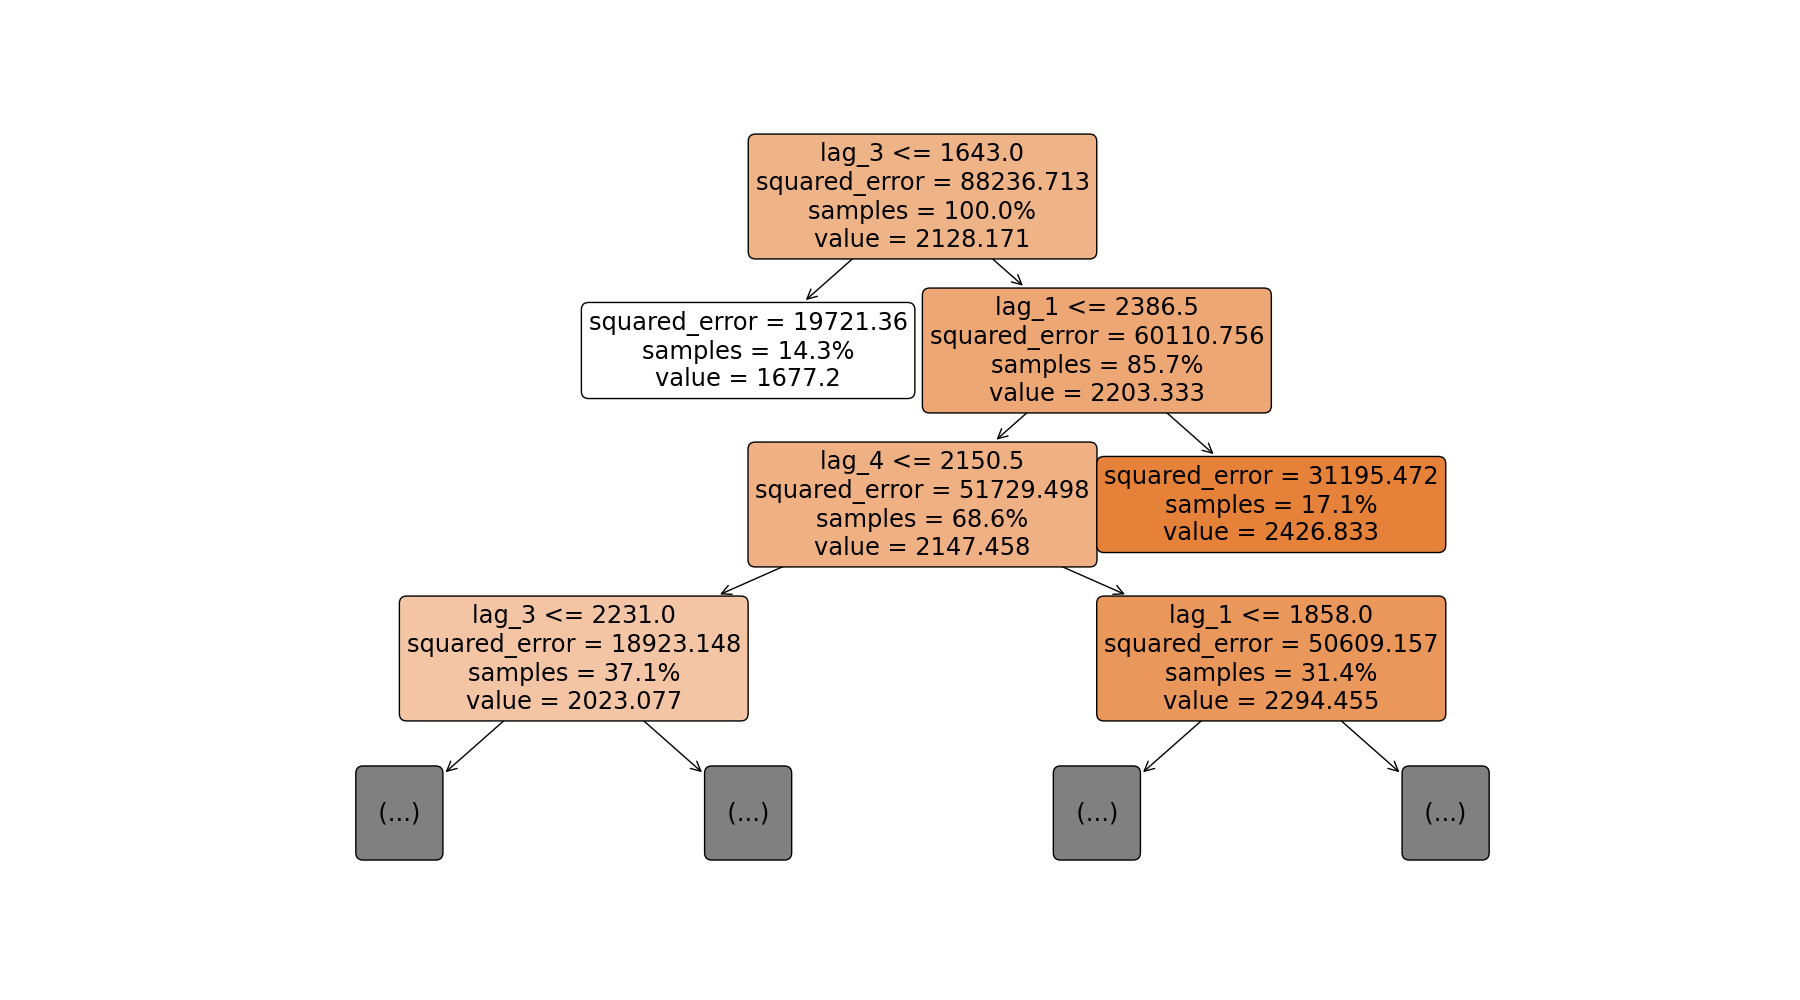 lag_3 <= 1643.0
squared_error = 88236.713
samples = 100.0%
value = 2128.171
squared_error = 19721.36
samples = 14.3%
value = 1677.2
lag_1 <= 2386.5
squared_error = 60110.756
samples = 85.7%
value = 2203.333
lag_4 <= 2150.5
squared_error = 51729.498
samples = 68.6%
value = 2147.458
squared_error = 31195.472
samples = 17.1%
value = 2426.833
lag_3 <= 2231.0
squared_error = 18923.148
samples = 37.1%
value = 2023.077
lag_1 <= 1858.0
squared_error = 50609.157
samples = 31.4%
value = 2294.455
(...)
(...)
(...)
(...)